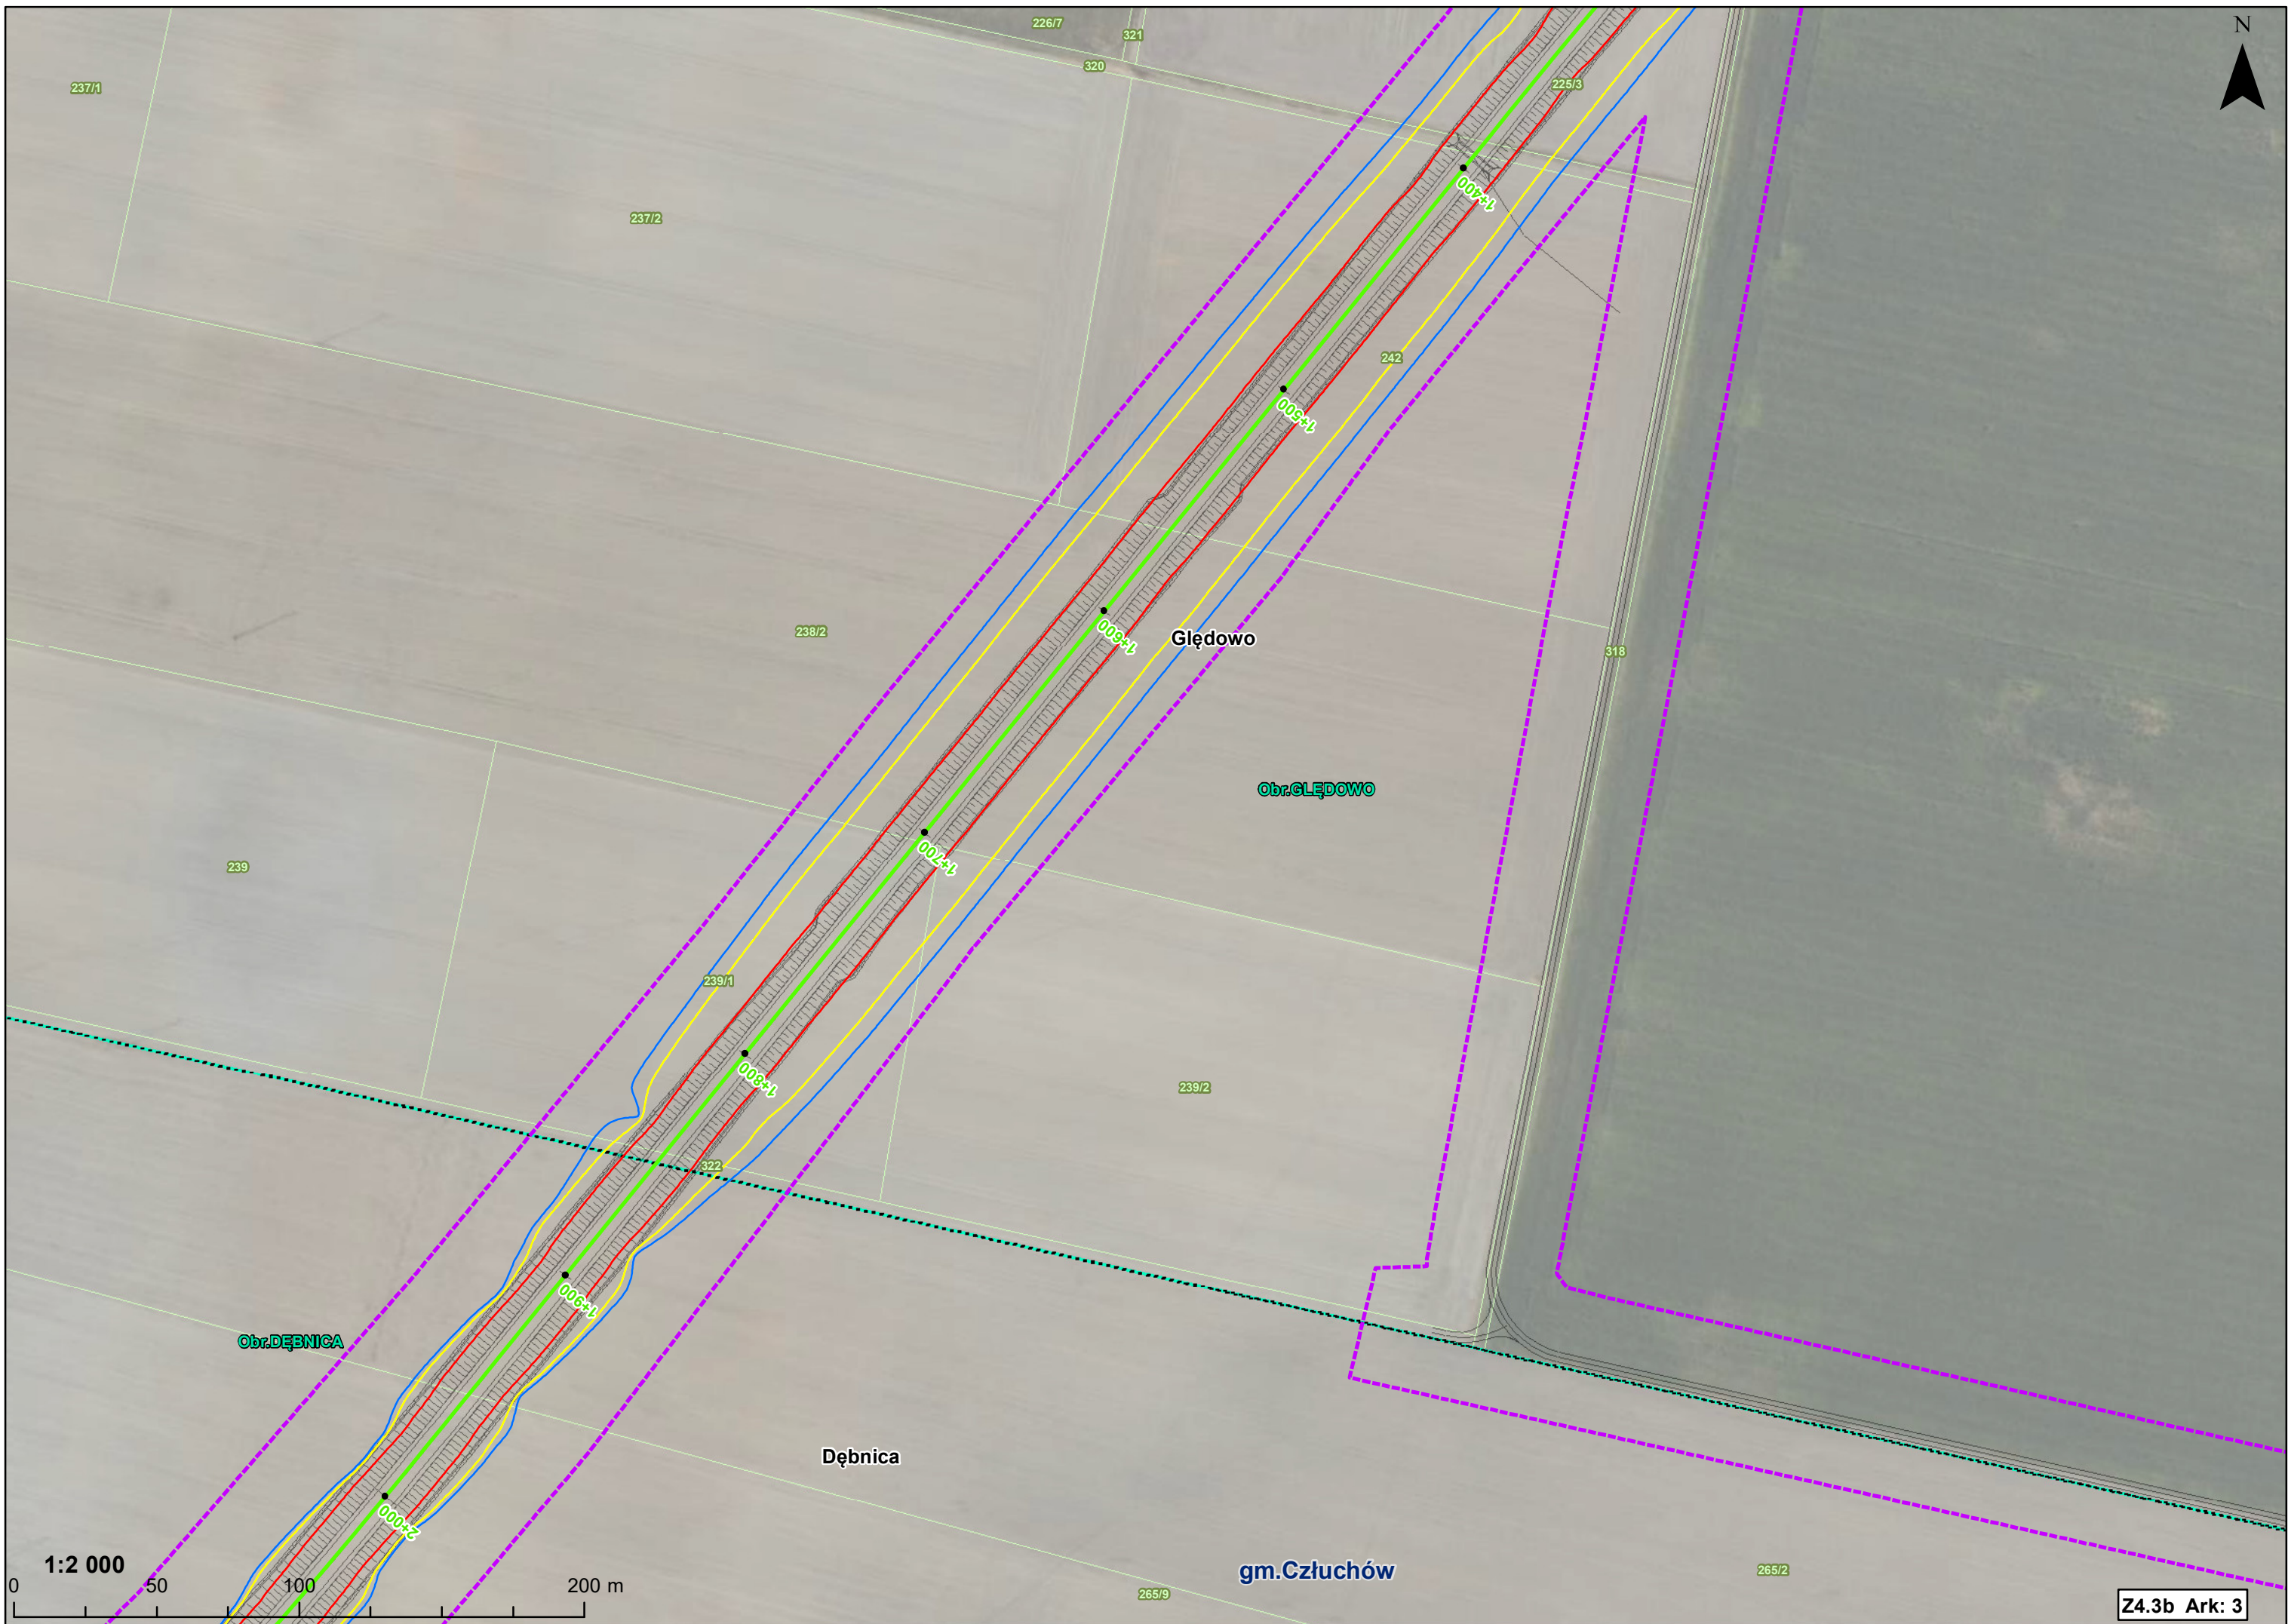 226/7
321
N
320
237/1
225/3
1+400
237/2
242
1+500
238/2
1+600
Ględowo
318
Obr.GLĘDOWO
1+700
239
239/1
1+800
239/2
322
1+900
Obr.DĘBNICA
Dębnica
2+000
1:2 000
gm.Człuchów
265/2
0 50 100 200 m
265/9
Z4.3b Ark: 3